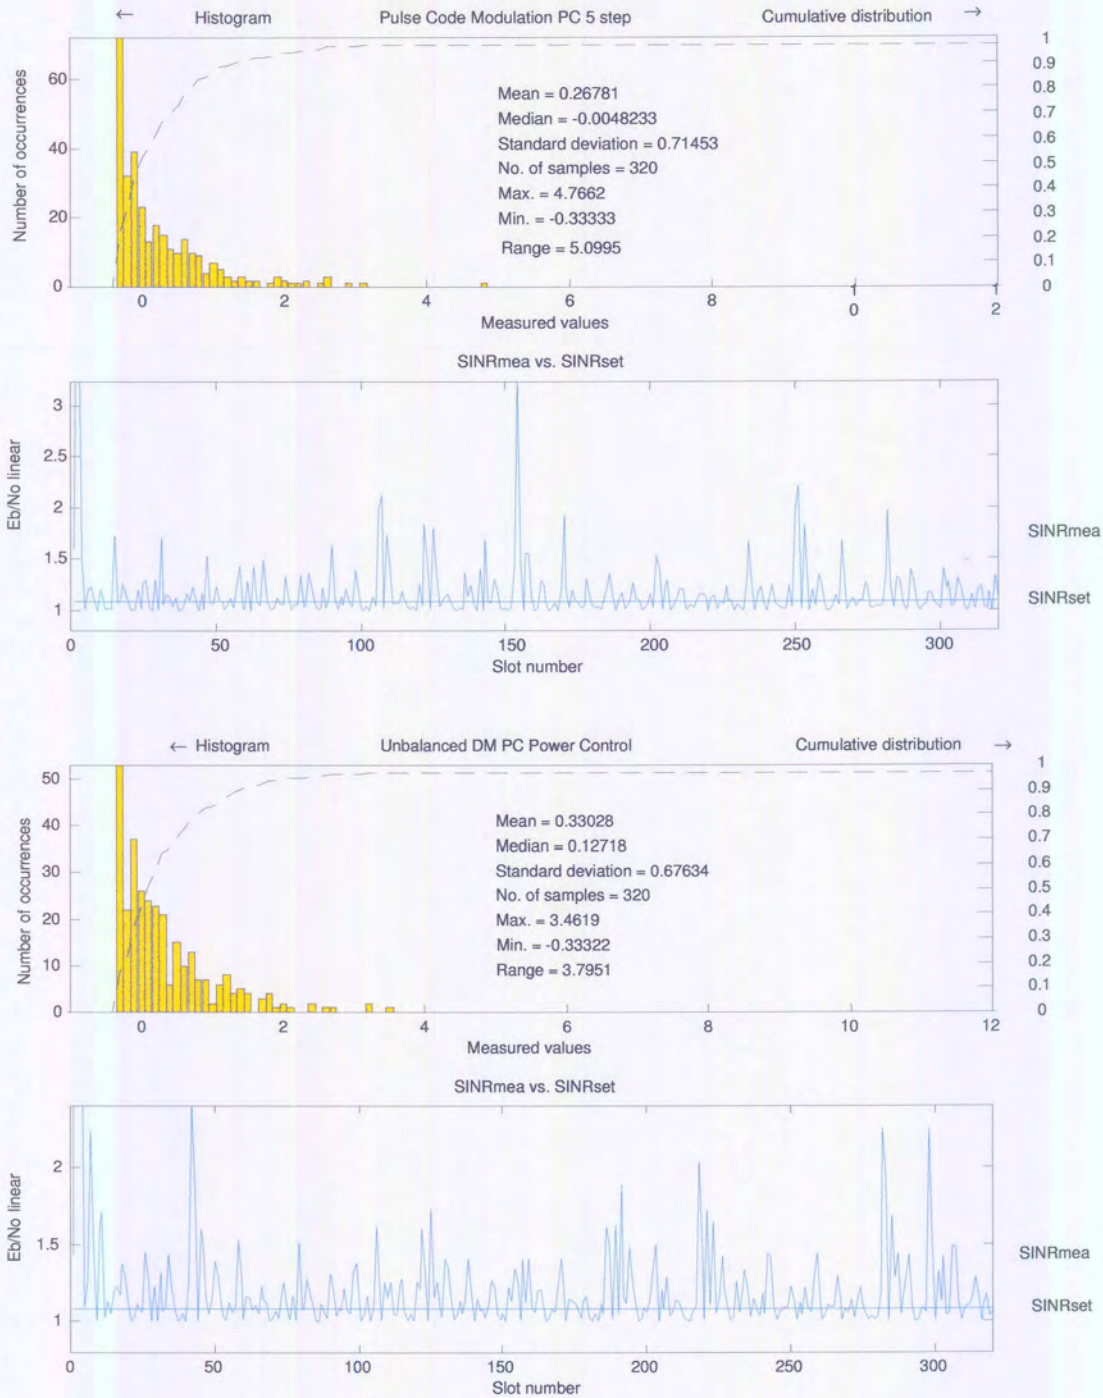 ← Histogram Pulse Code Modulation PC 5 step Cumulative distribution →
60
40
20
0
Number of occurrences
Mean = 0.26781
Median = -0.0048233
Standard deviation = 0.71453
No. of samples = 320
Max. = 4.7662
Min. = -0.33333
Range = 5.0995
1
0.9
0.8
0.7
0.6
0.5
0.4
0.3
0.2
0.1
0
0 2 4 6 8 10 12
Measured values
SINRmea vs. SINRset
Eb/No linear
3
2.5
2
1.5
1
SINRmea
SINRset
0 50 100 150 200 250 300
Slot number
← Histogram Unbalanced DM PC Power Control Cumulative distribution →
50
40
30
20
10
0
Number of occurrences
Mean = 0.33028
Median = 0.12718
Standard deviation = 0.67634
No. of samples = 320
Max. = 3.4619
Min. = -0.33322
Range = 3.7951
1
0.9
0.8
0.7
0.6
0.5
0.4
0.3
0.2
0.1
0
0 2 4 6 8 10 12
Measured values
SINRmea vs. SINRset
Eb/No linear
2
1.5
1
SINRmea
SINRset
0 50 100 150 200 250 300
Slot number